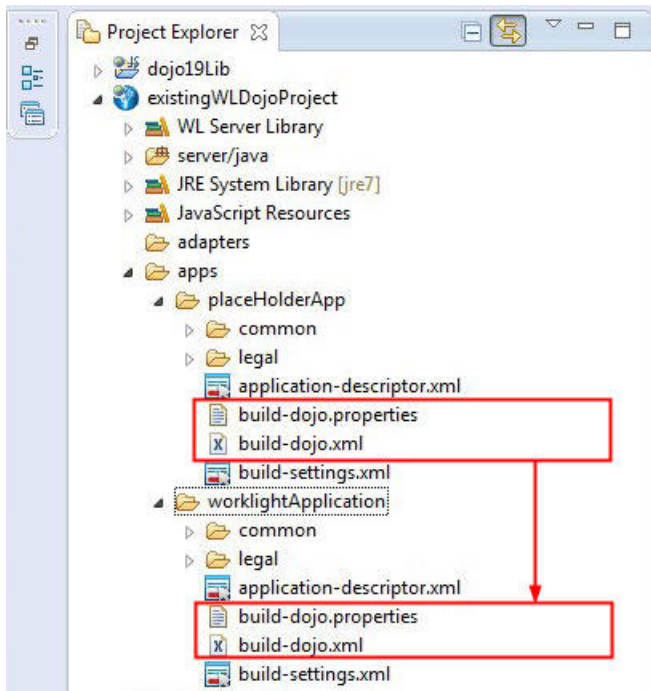 Project Explorer
dojo19Lib
existingWLDojoProject
WL Server Library
server/java
JRE System Library [jre7]
JavaScript Resources
adapters
apps
placeHolderApp
common
legal
application-descriptor.xml
build-dojo.properties
build-dojo.xml
build-settings.xml
worklightApplication
common
legal
application-descriptor.xml
build-dojo.properties
build-dojo.xml
build-settings.xml